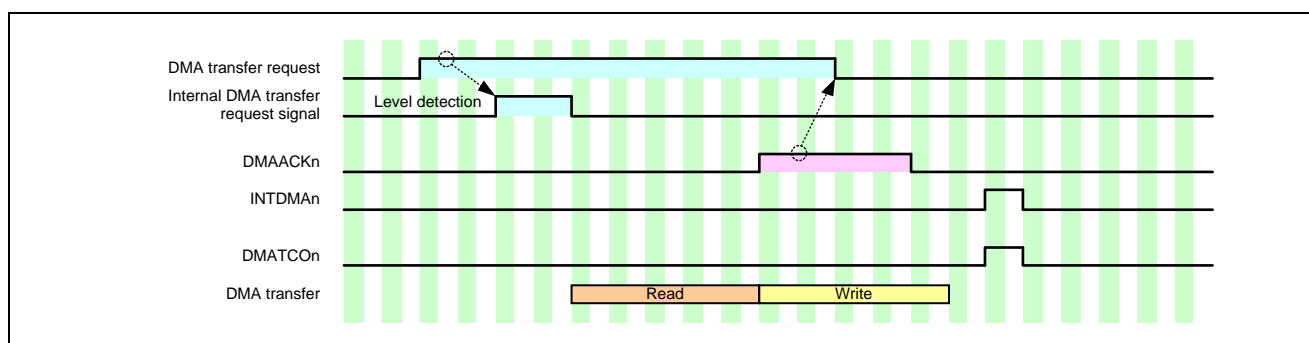 DMA transfer request
Internal DMA transfer
request signal
Level detection
DMAACKn
INTDMAn
DMATCOn
DMA transfer
Read
Write